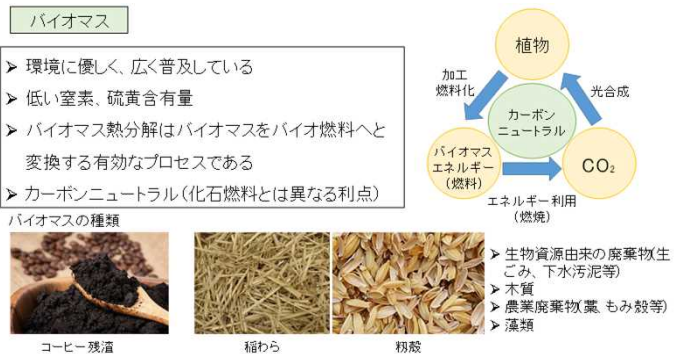 バイオマス
➢ 環境に優しく、広く普及している
➢ 低い窒素、硫黄含有量
➢ バイオマス熱分解はバイオマスをバイオ燃料へと
変換する有効なプロセスである
➢ カーボンニュートラル(化石燃料とは異なる利点)
植物
加工
燃料化
光合成
カーボン
ニュートラル
バイオマス
エネルギー
(燃料)
CO₂
エネルギー利用
(燃焼)
バイオマスの種類
コーヒー残渣
稲わら
籾殻
➢ 生物資源由来の廃棄物(生
ごみ、下水汚泥等)
➢ 木質
➢ 農業廃棄物(藁、もみ殻等)
➢ 藻類